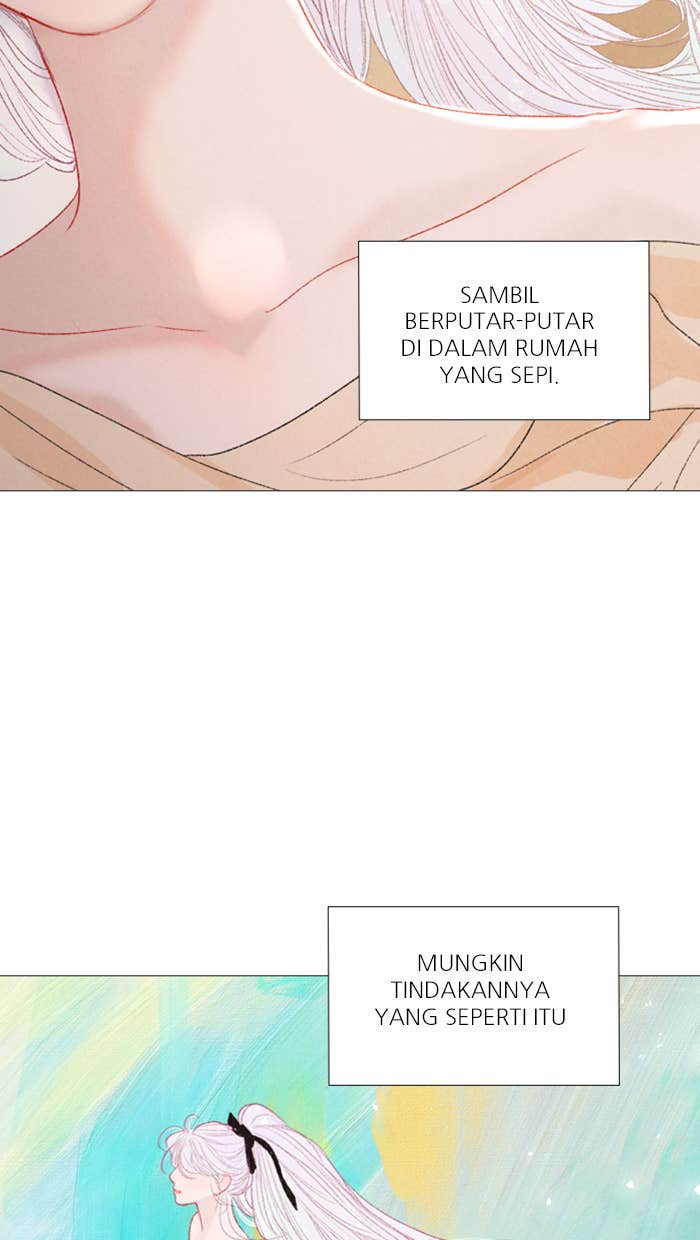 SAMBIL
BERPUTAR-PUTAR
DI DALAM RUMAH
YANG SEPI.
MUNGKIN
TINDAKANNYA
YANG SEPERTI ITU